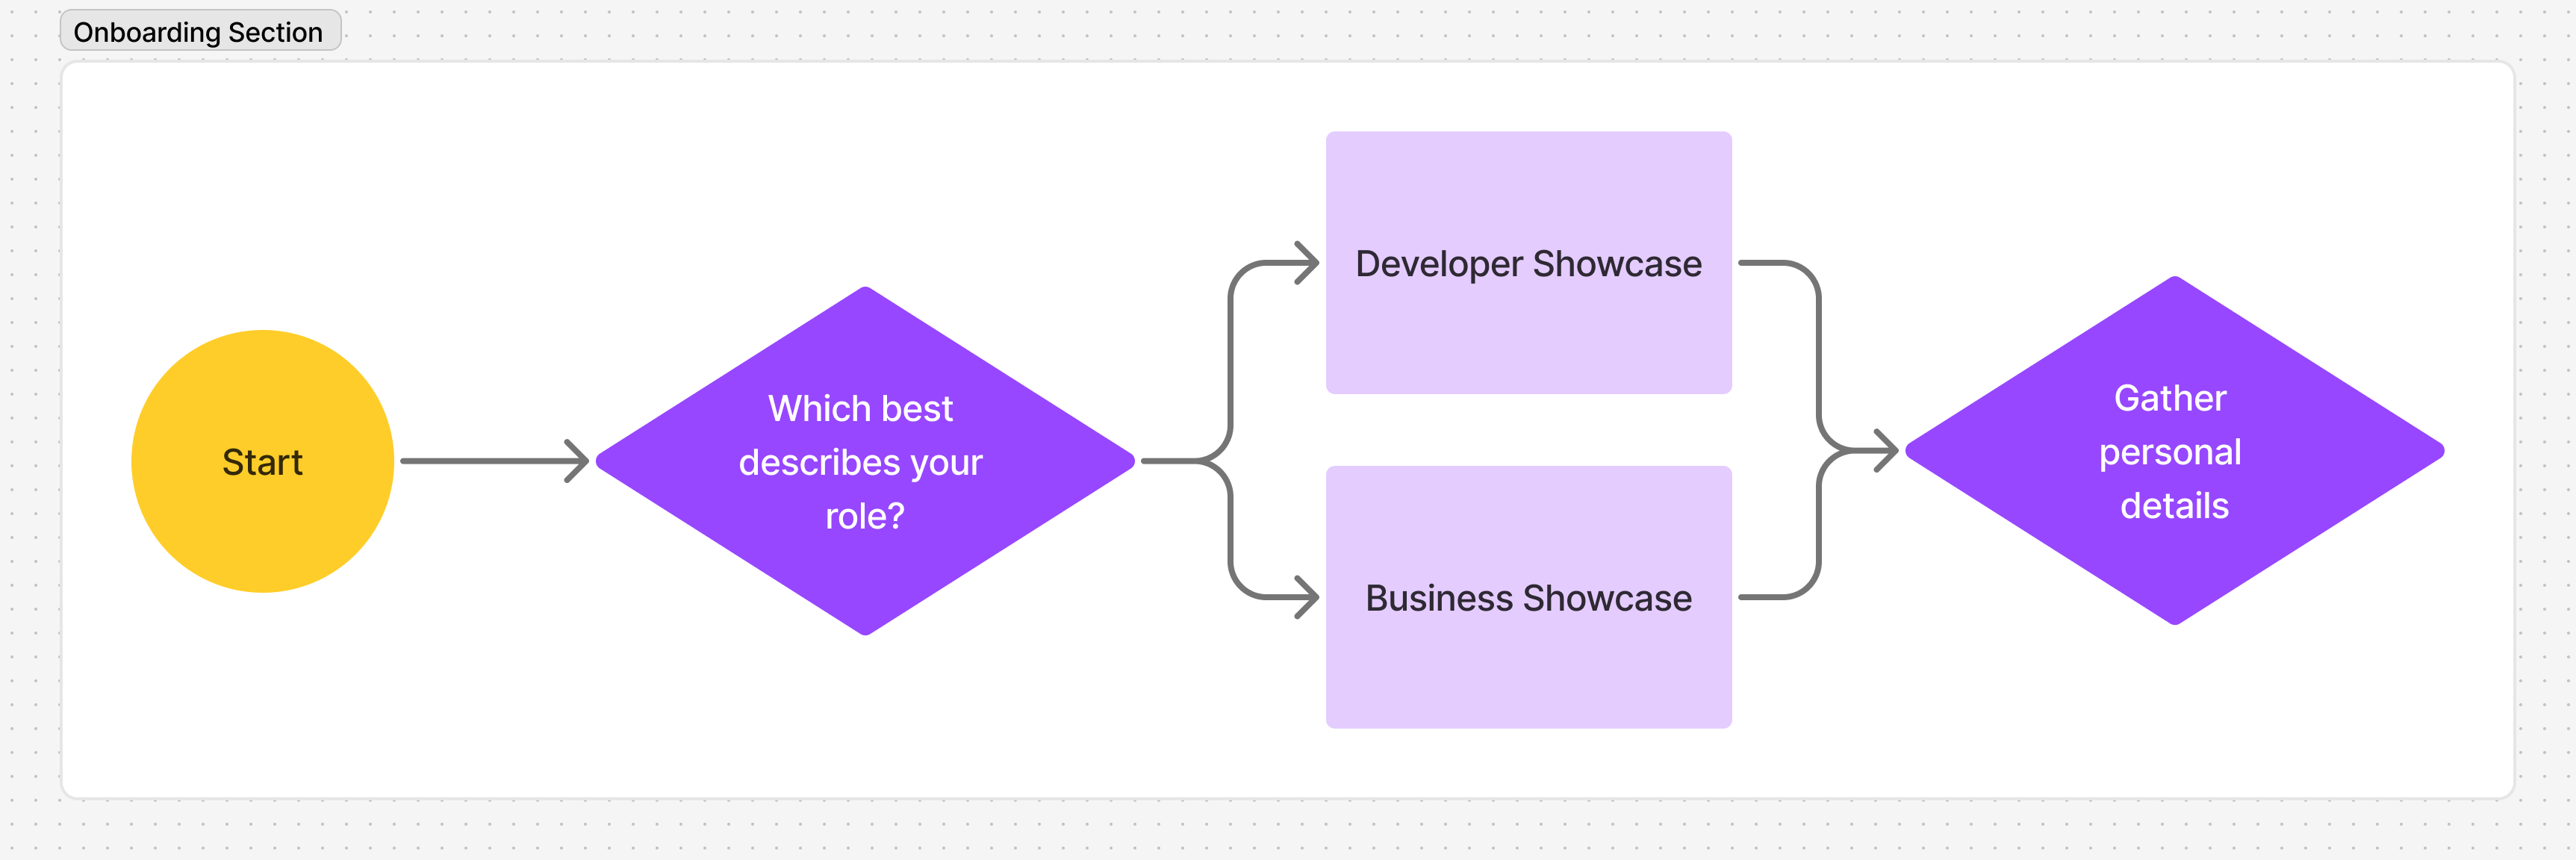 Onboarding Section
Start
Which best
describes your
role?
Developer Showcase
Business Showcase
Gather
personal
details